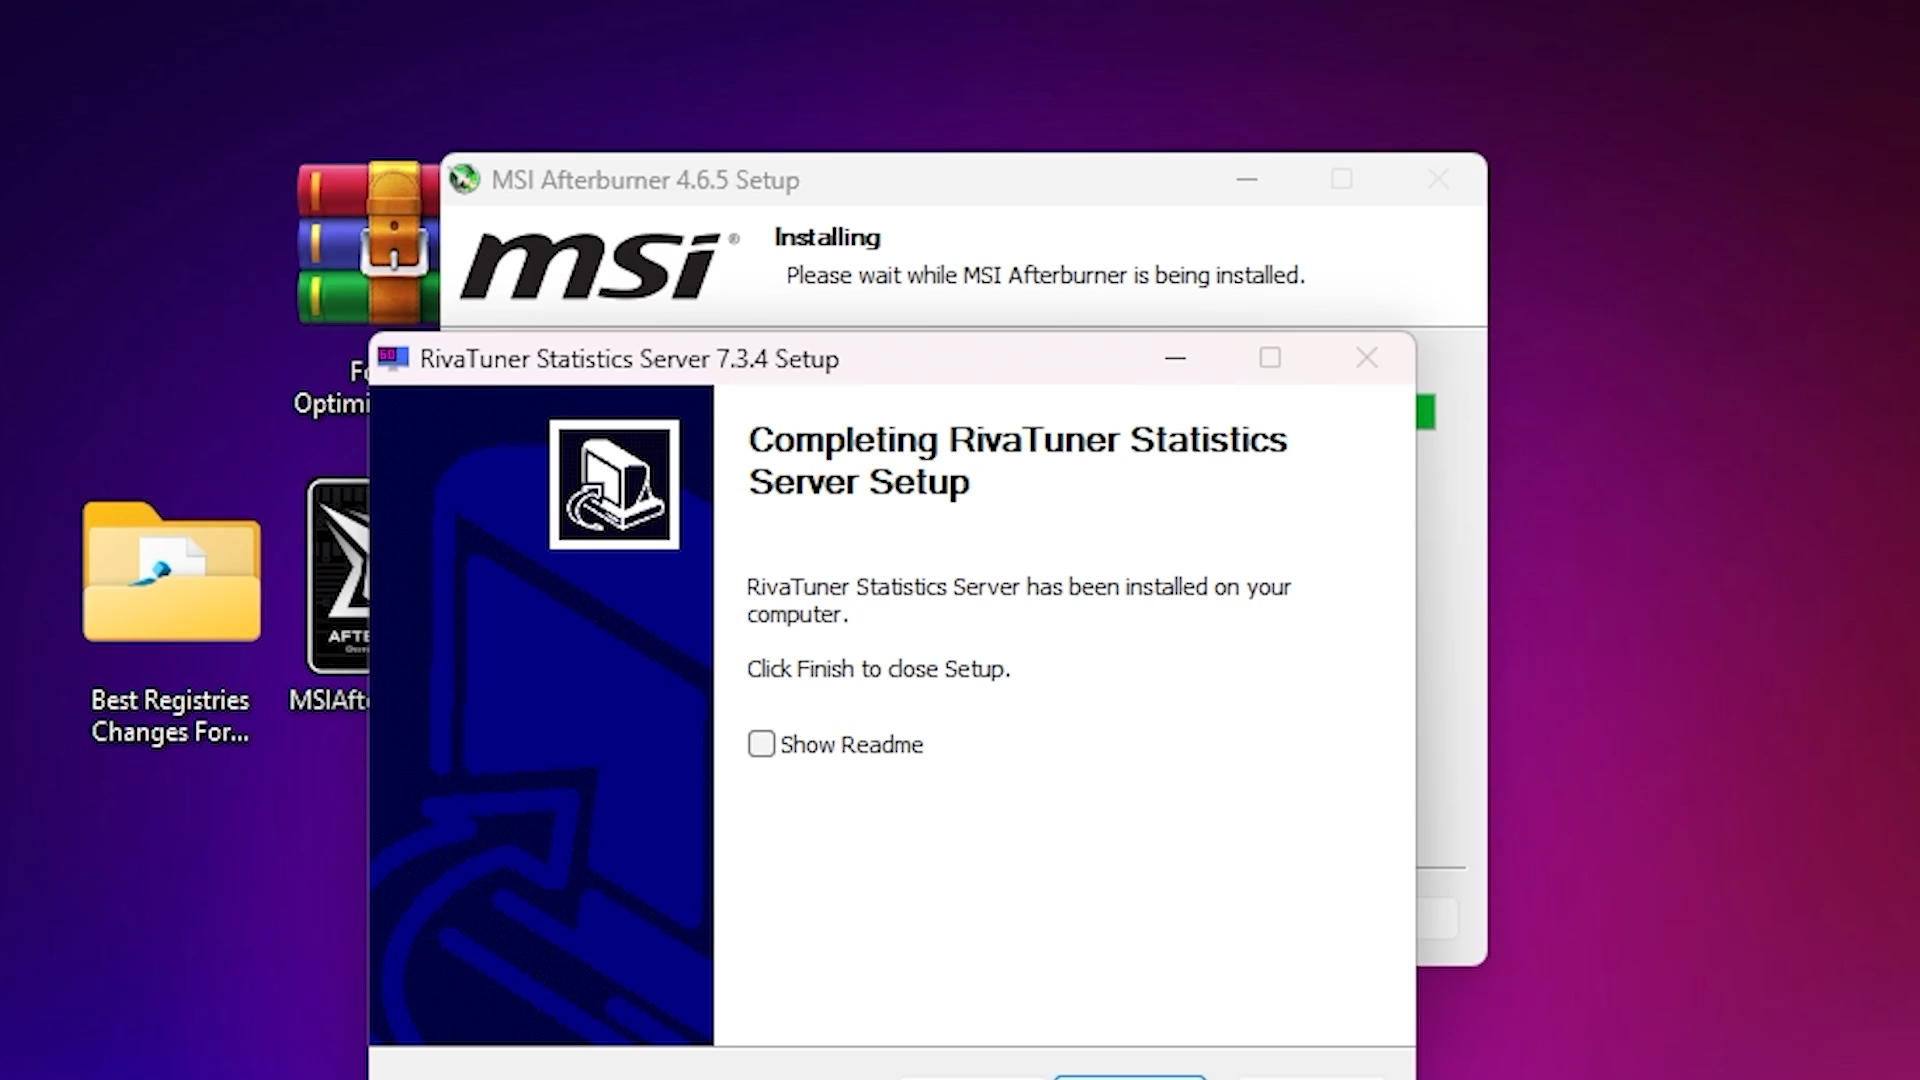 MSI Afterburner 4.6.5 Setup
msi®
Installing
Please wait while MSI Afterburner is being installed.
60
RivaTuner Statistics Server 7.3.4 Setup
Optimi
Completing RivaTuner Statistics
Server Setup
RivaTuner Statistics Server has been installed on your
computer.
Click Finish to close Setup.
Show Readme
AFTE
Best Registries
Changes For...
MSIAft